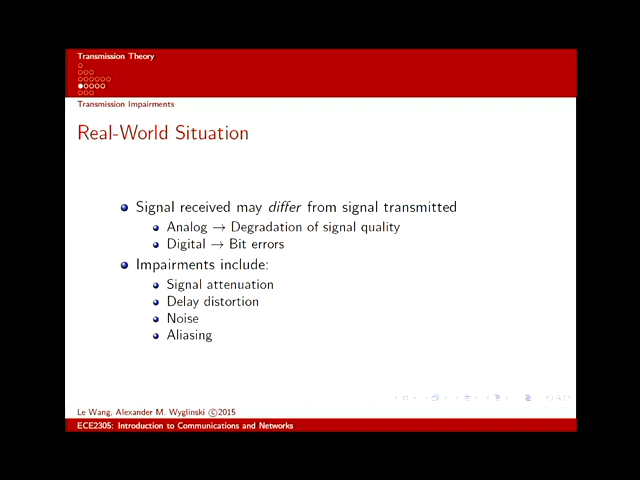 Transmission Theory
Transmission Impairments
Real-World Situation
Signal received may differ from signal transmitted
Analog → Degradation of signal quality
Digital → Bit errors
Impairments include:
Signal attenuation
Delay distortion
Noise
Aliasing
Le Wang, Alexander M. Wyglinski ©2015
ECE2305: Introduction to Communications and Networks